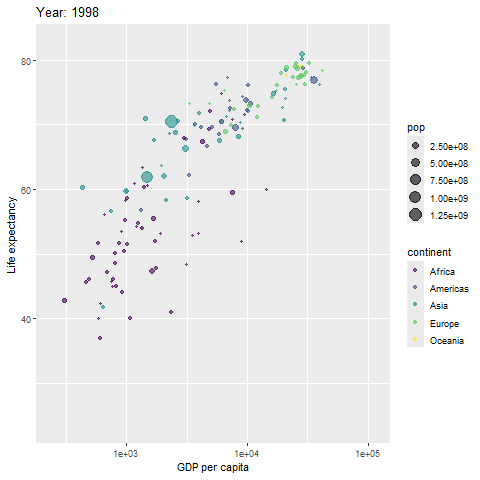 Year: 1998
80
60
40
Life expectancy
1e+03
1e+04
1e+05
GDP per capita
pop
2.50e+08
5.00e+08
7.50e+08
1.00e+09
1.25e+09
continent
Africa
Americas
Asia
Europe
Oceania